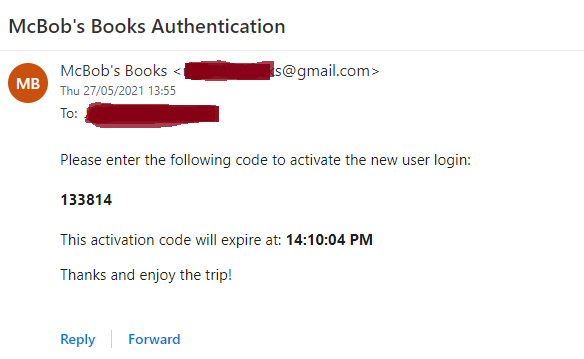 McBob's Books Authentication
MB
McBob's Books < s@gmail.com>
Thu 27/05/2021 13:55
To:
Please enter the following code to activate the new user login:
133814
This activation code will expire at: 14:10:04 PM
Thanks and enjoy the trip!
Reply
Forward